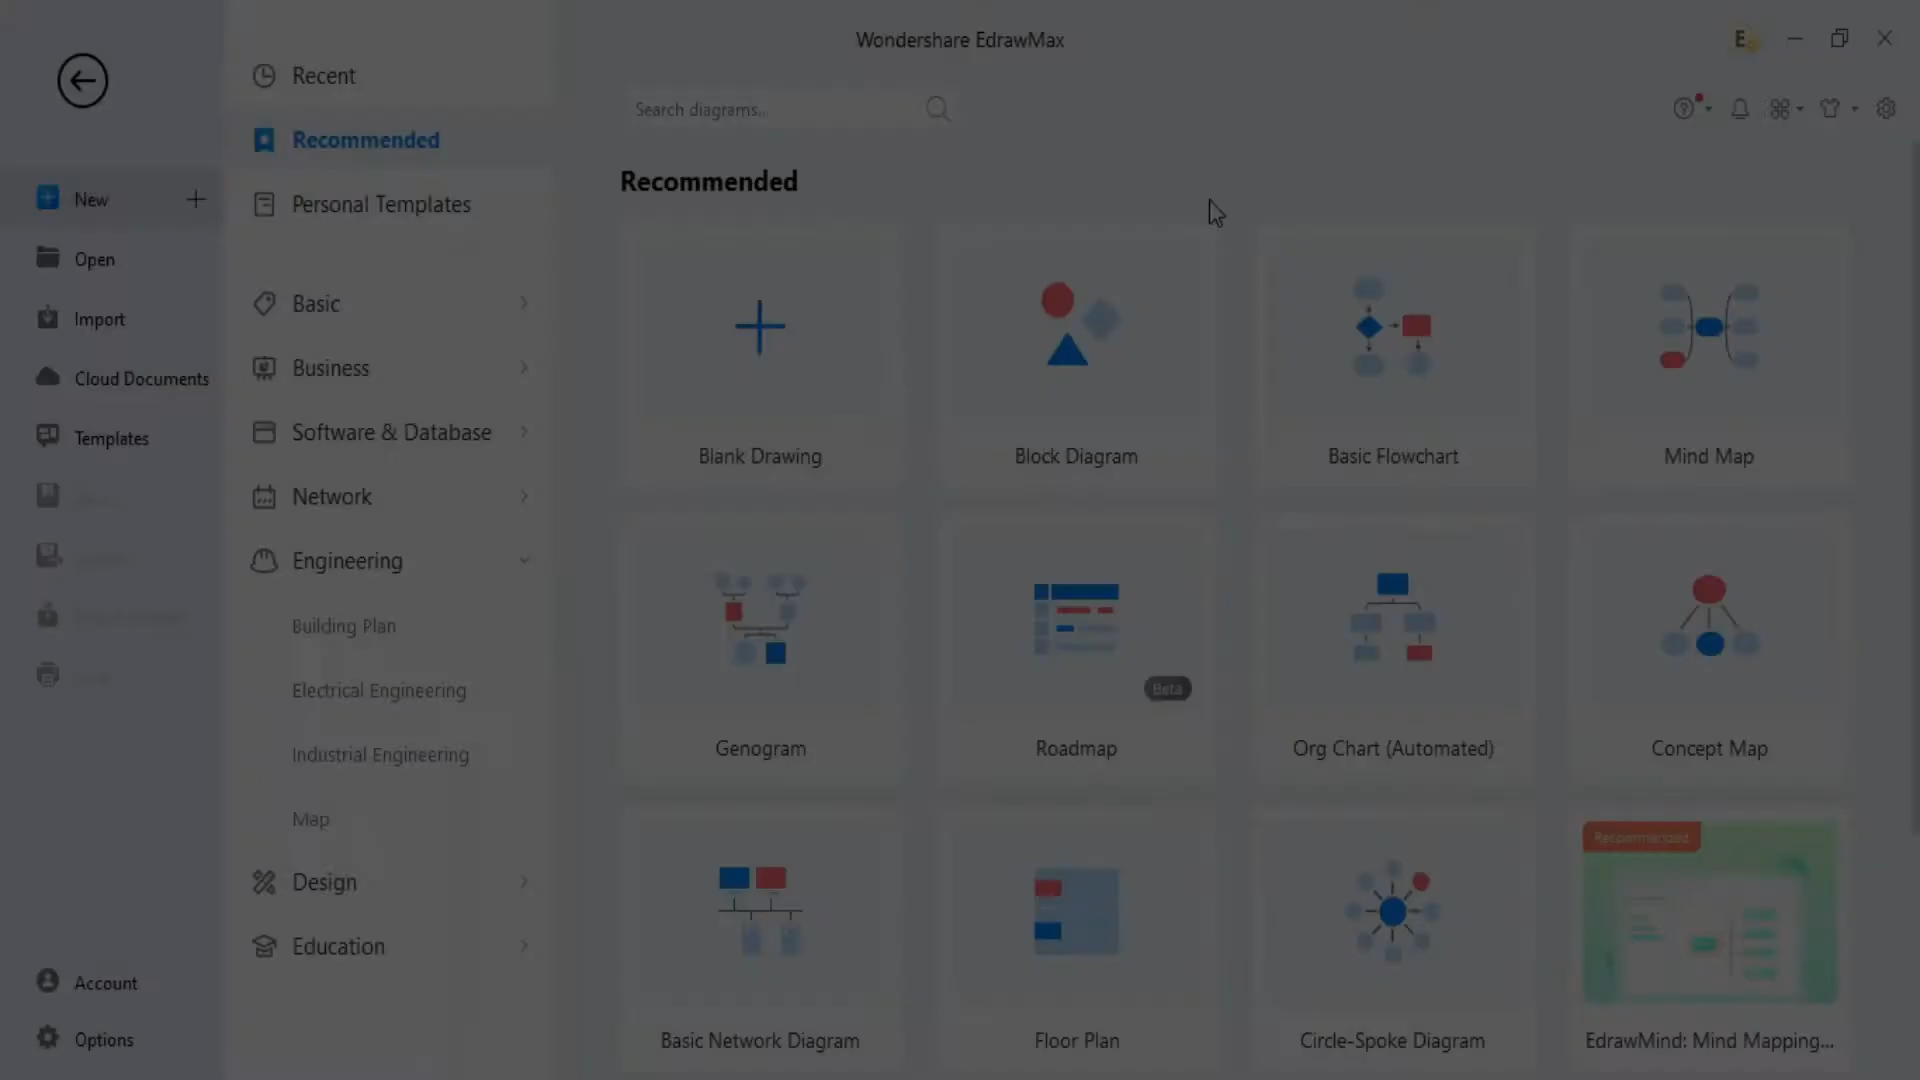 Wondershare EdrawMax
E
Recent
Recommended
Personal Templates
Search diagrams...
Recommended
New
Open
Import
Cloud Documents
Templates
Basic
Business
Software & Database
Network
Engineering
Building Plan
Electrical Engineering
Industrial Engineering
Map
Design
Education
Account
Options
Blank Drawing
Block Diagram
Basic Flowchart
Mind Map
Beta
Genogram
Roadmap
Org Chart (Automated)
Concept Map
Recommended
Basic Network Diagram
Floor Plan
Circle-Spoke Diagram
EdrawMind: Mind Mapping...